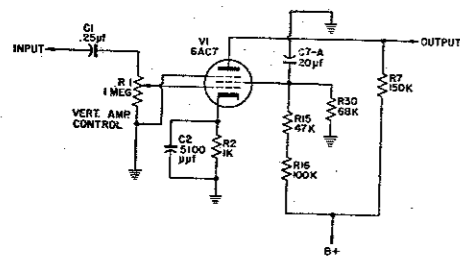 C1
.25µf
INPUT
R1
1 MEG
VERT. AMP
CONTROL
V1
6AC7
C2
5100
µµf
R2
1K
C7-A
20µf
OUTPUT
R7
150K
R30
68K
R15
47K
R16
100K
B+